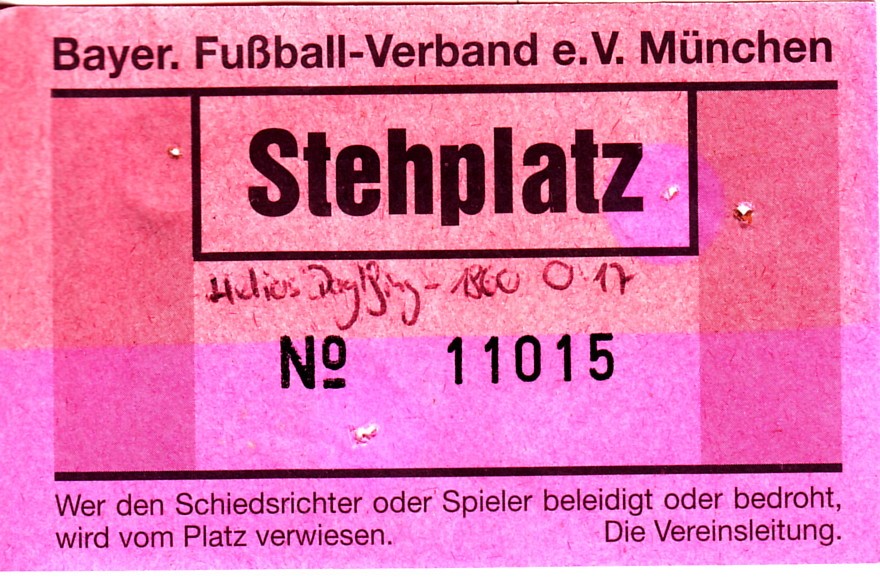 Bayer. Fußball-Verband e.V. München
Stehplatz
Helios Daglfing - 1860 0:17
Nº 11015
Wer den Schiedsrichter oder Spieler beleidigt oder bedroht,
wird vom Platz verwiesen. Die Vereinsleitung.